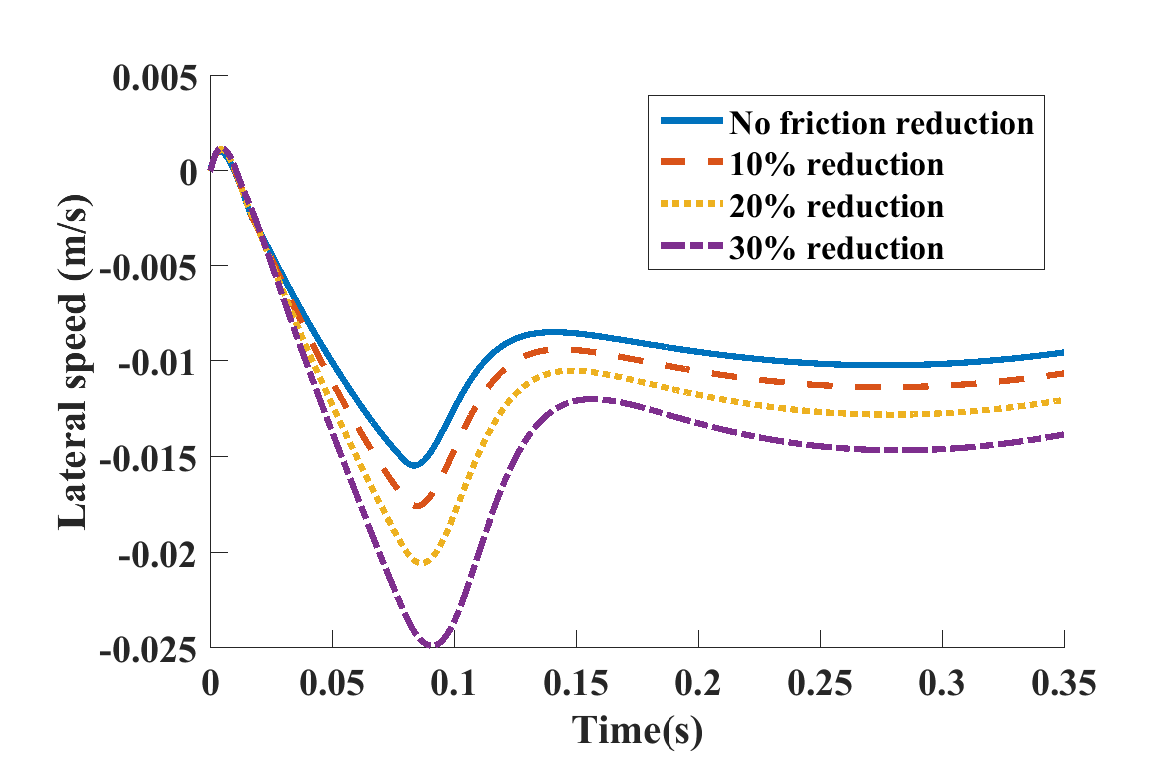 0.005
0
-0.005
-0.01
-0.015
-0.02
-0.025
Lateral speed (m/s)
No friction reduction
10% reduction
20% reduction
30% reduction
0 0.05 0.1 0.15 0.2 0.25 0.3 0.35
Time(s)